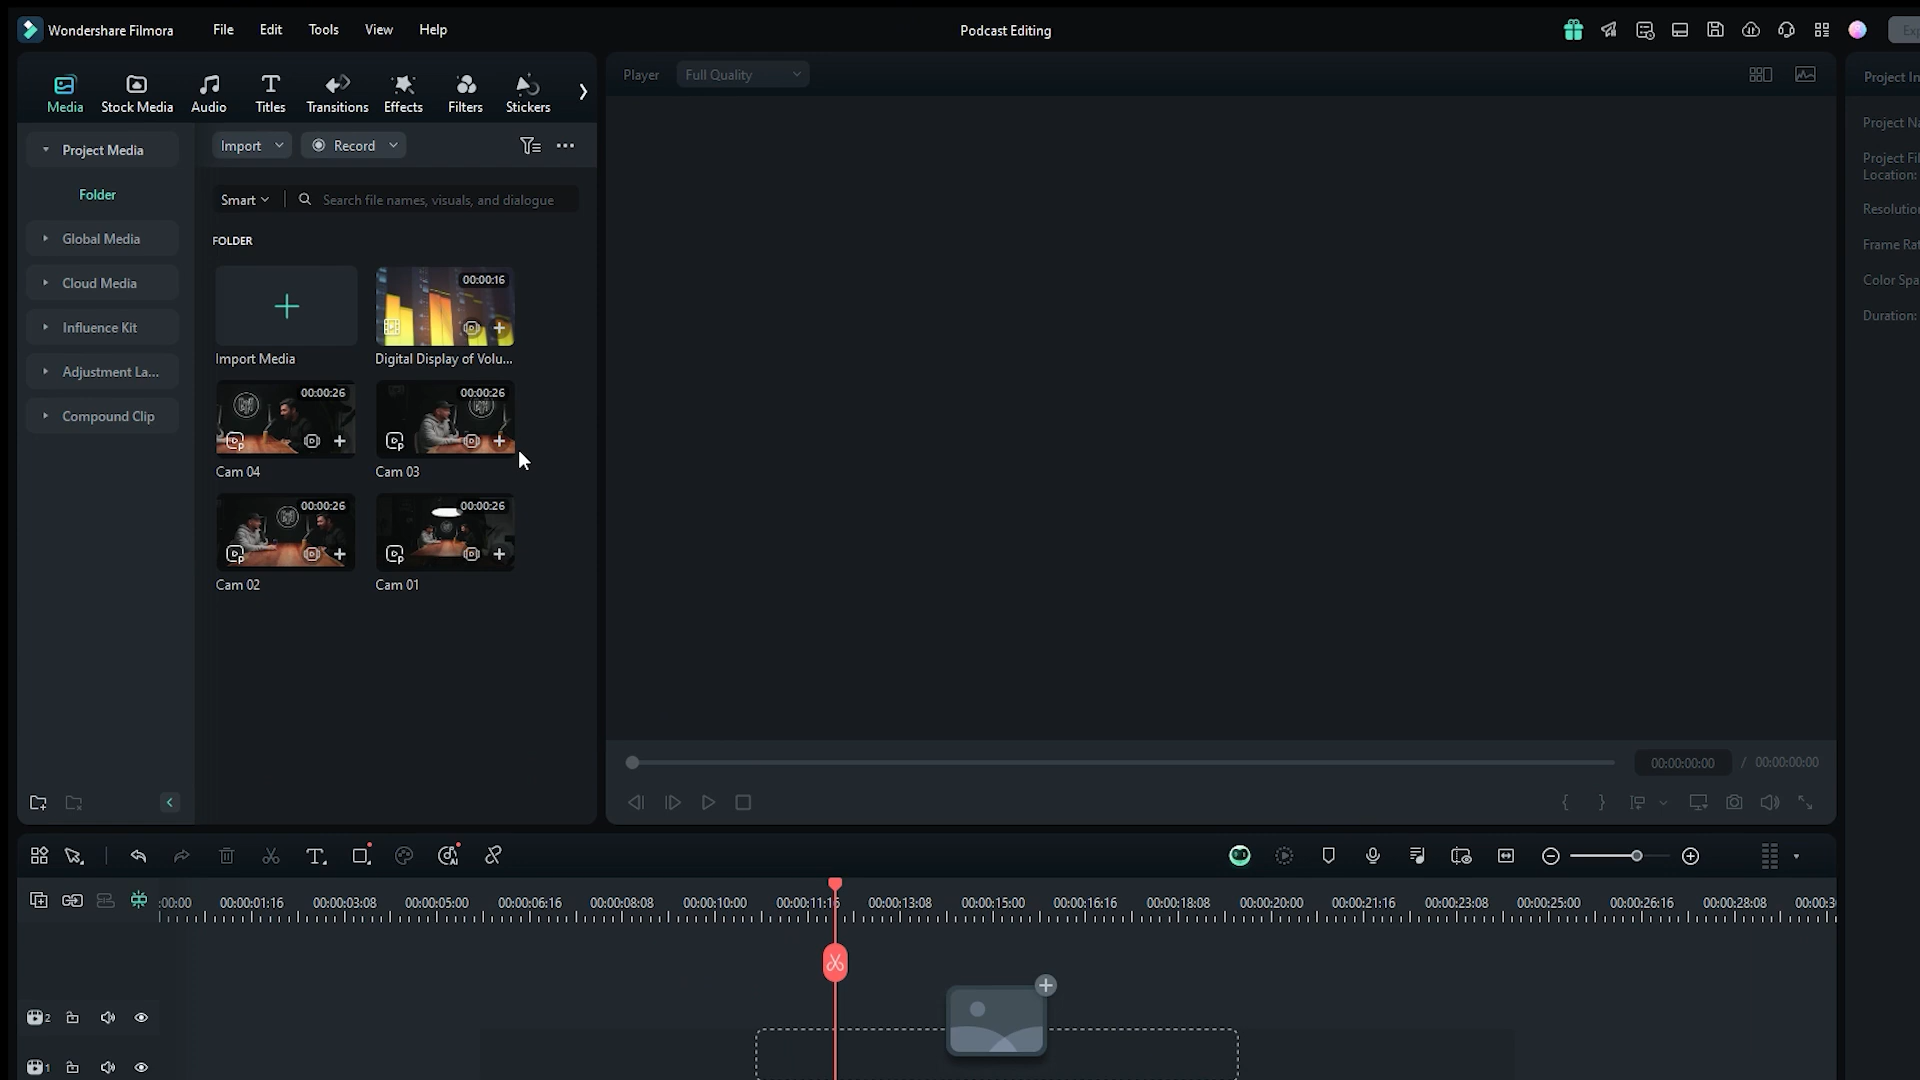 Wondershare Filmora File Edit Tools View Help Podcast Editing
Media Stock Media Audio Titles Transitions Effects Filters Stickers
Player Full Quality
Project Media
Folder
Global Media
Cloud Media
Influence Kit
Adjustment La...
Compound Clip
Import Record
Smart Search file names, visuals, and dialogue
FOLDER
Import Media
00:00:16
Digital Display of Volu...
00:00:26
Cam 04
00:00:26
Cam 03
00:00:26
Cam 02
00:00:26
Cam 01
Project Na
Project Fil
Location:
Frame Rat
Color Spa
Duration:
00:00:00:00 / 00:00:00:00
:00:00 00:00:01:16 00:00:03:08 00:00:05:00 00:00:06:16 00:00:08:08 00:00:10:00 00:00:11:16 00:00:13:08 00:00:15:00 00:00:16:16 00:00:18:08 00:00:20:00 00:00:21:16 00:00:23:08 00:00:25:00 00:00:26:16 00:00:28:08 00:00:3
2
1